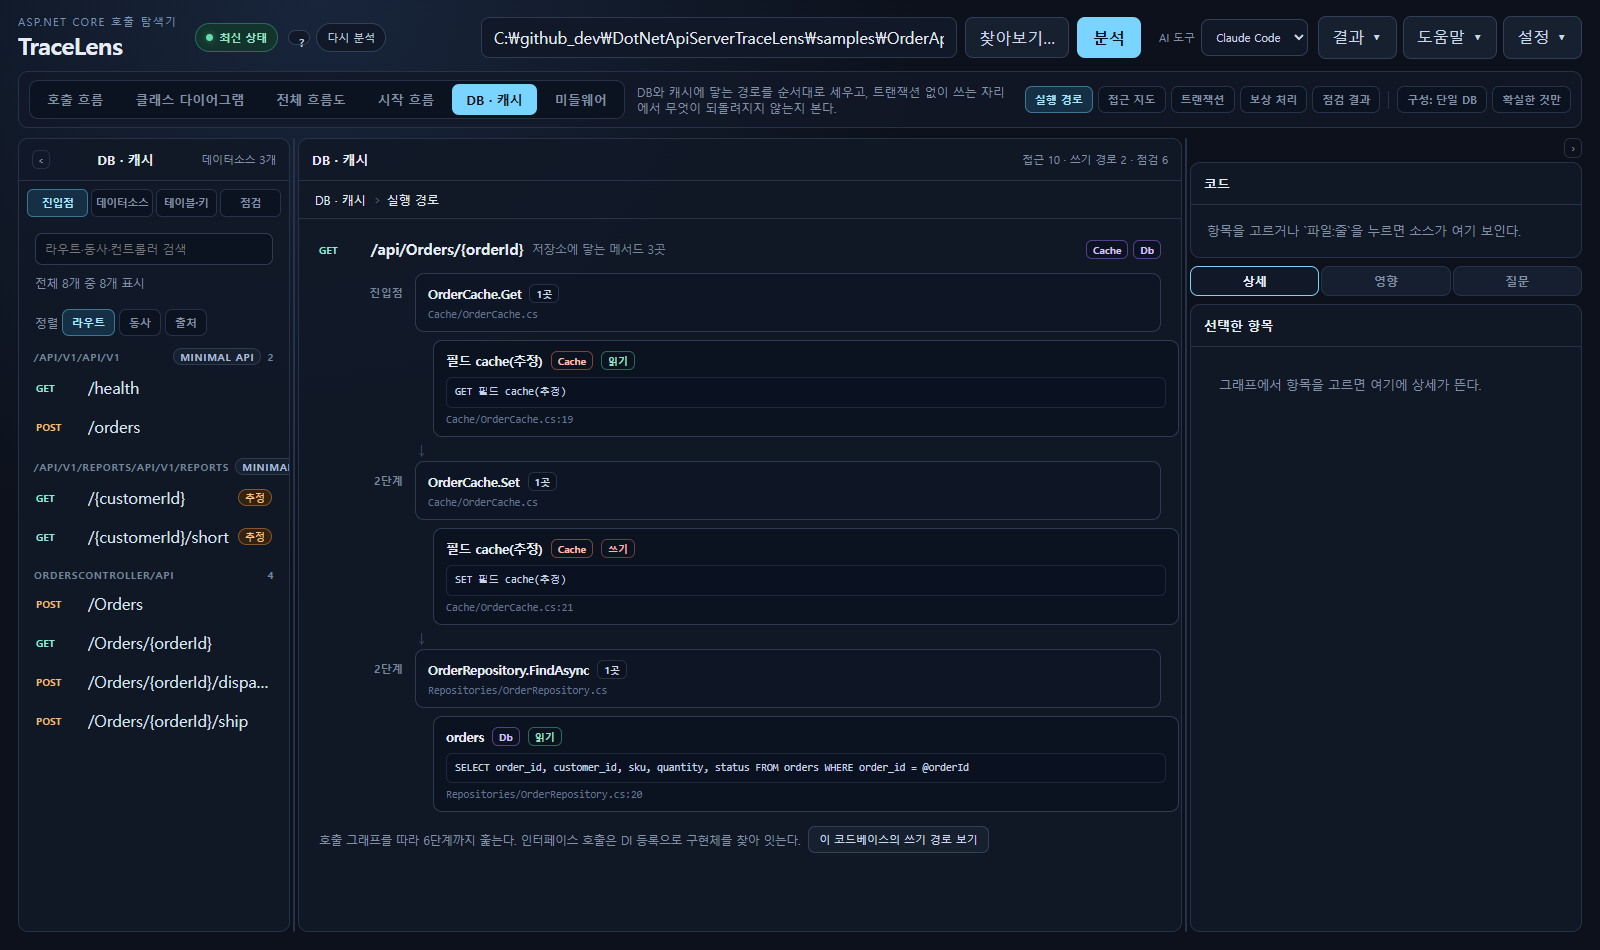 ASP.NET CORE 호출 탐색기
TraceLens
최신 상태
?
다시 분석
C:₩github_dev₩DotNetApiServerTraceLens₩samples₩OrderAp
찾아보기...
분석
AI 도구
Claude Code
결과 ▼
도움말 ▼
설정 ▼
호출 흐름
클래스 다이어그램
전체 흐름도
시작 흐름
DB · 캐시
미들웨어
DB와 캐시에 닿는 경로를 순서대로 세우고, 트랜잭션 없이 쓰는 자리
에서 무엇이 되돌려지지 않는지 본다.
실행 경로
접근 지도
트랜잭션
보상 처리
점검 결과
구성: 단일 DB
확실한 것만
‹
DB · 캐시
데이터소스 3개
진입점
데이터소스
테이블·키
점검
라우트·동사·컨트롤러 검색
전체 8개 중 8개 표시
정렬
라우트
동사
출처
/API/V1/API/V1
MINIMAL API
2
GET /health
POST /orders
/API/V1/REPORTS/API/V1/REPORTS
MINIMAL
GET /{customerId} 추정
GET /{customerId}/short 추정
ORDERSCONTROLLER/API
4
POST /Orders
GET /Orders/{orderId}
POST /Orders/{orderId}/dispa...
POST /Orders/{orderId}/ship
DB · 캐시
접근 10 · 쓰기 경로 2 · 점검 6
DB · 캐시 › 실행 경로
GET /api/Orders/{orderId} 저장소에 닿는 메서드 3곳
Cache
Db
진입점
OrderCache.Get 1곳
Cache/OrderCache.cs
필드 cache(추정) Cache 읽기
GET 필드 cache(추정)
Cache/OrderCache.cs:19
↓
2단계
OrderCache.Set 1곳
Cache/OrderCache.cs
필드 cache(추정) Cache 쓰기
SET 필드 cache(추정)
Cache/OrderCache.cs:21
↓
2단계
OrderRepository.FindAsync 1곳
Repositories/OrderRepository.cs
orders Db 읽기
SELECT order_id, customer_id, sku, quantity, status FROM orders WHERE order_id = @orderId
Repositories/OrderRepository.cs:20
호출 그래프를 따라 6단계까지 훑는다. 인터페이스 호출은 DI 등록으로 구현체를 찾아 잇는다.
이 코드베이스의 쓰기 경로 보기
›
코드
항목을 고르거나 `파일:줄`을 누르면 소스가 여기 보인다.
상세
영향
질문
선택한 항목
그래프에서 항목을 고르면 여기에 상세가 뜬다.